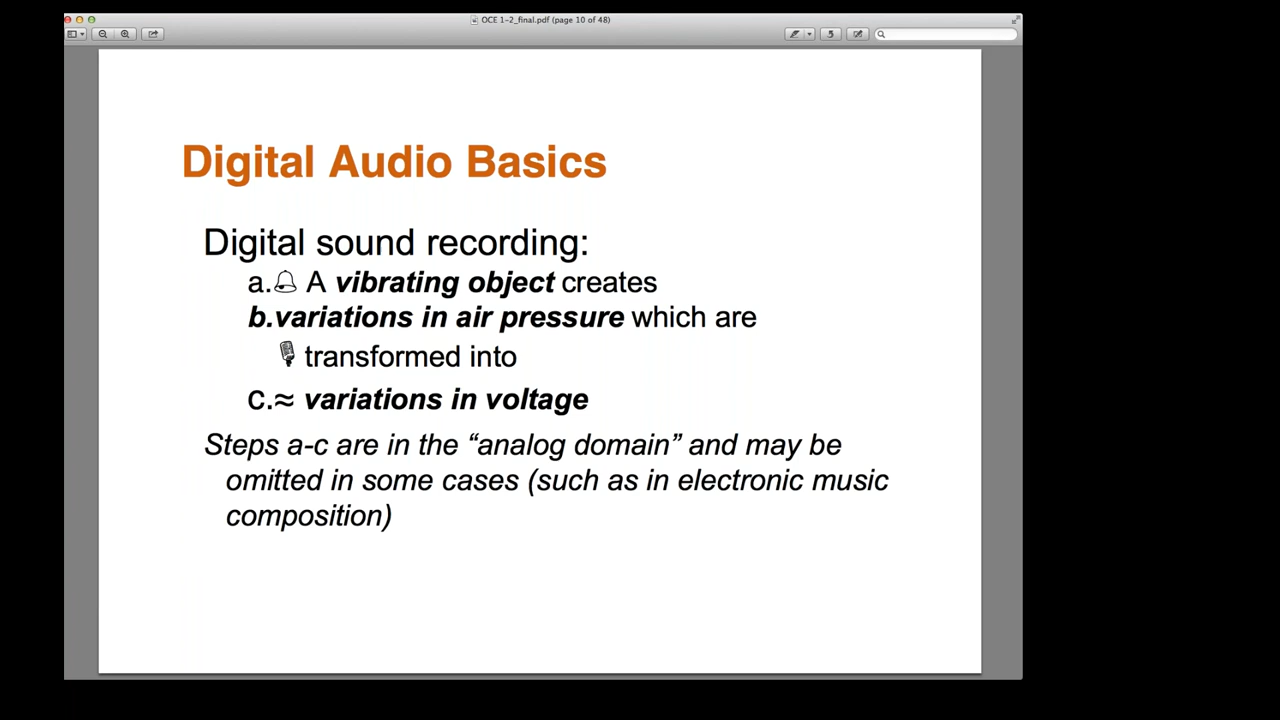 OCE 1-2_final.pdf (page 10 of 48)
Digital Audio Basics
Digital sound recording:
a. A vibrating object creates
b.variations in air pressure which are
transformed into
c.≈ variations in voltage
Steps a-c are in the “analog domain” and may be
omitted in some cases (such as in electronic music
composition)